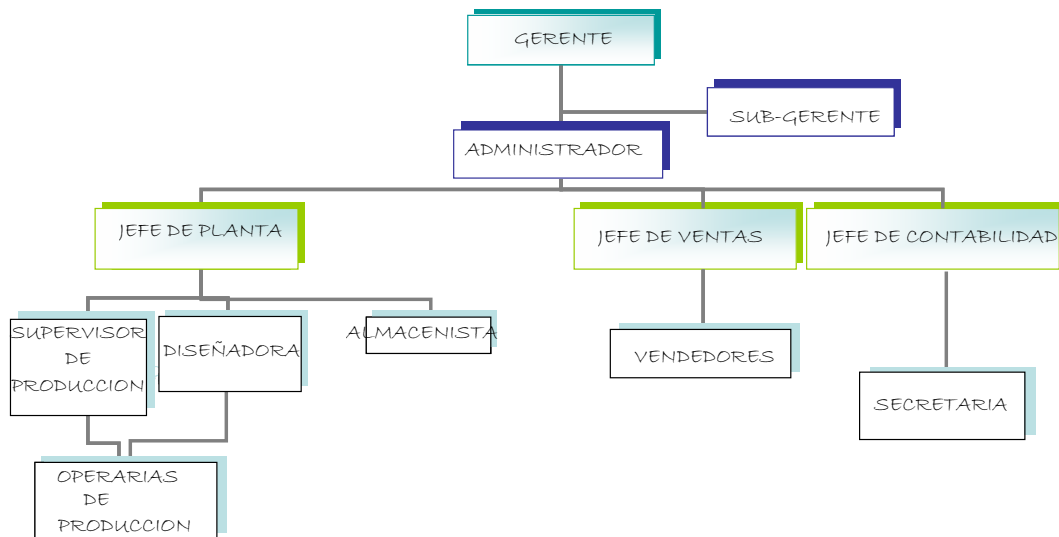 GERENTE
SUB-GERENTE
ADMINISTRADOR
JEFE DE PLANTA
JEFE DE VENTAS
JEFE DE CONTABILIDAD
SUPERVISOR
DE
PRODUCCION
DISEÑADORA
ALMACENISTA
VENDEDORES
SECRETARIA
OPERARIAS
DE
PRODUCCION